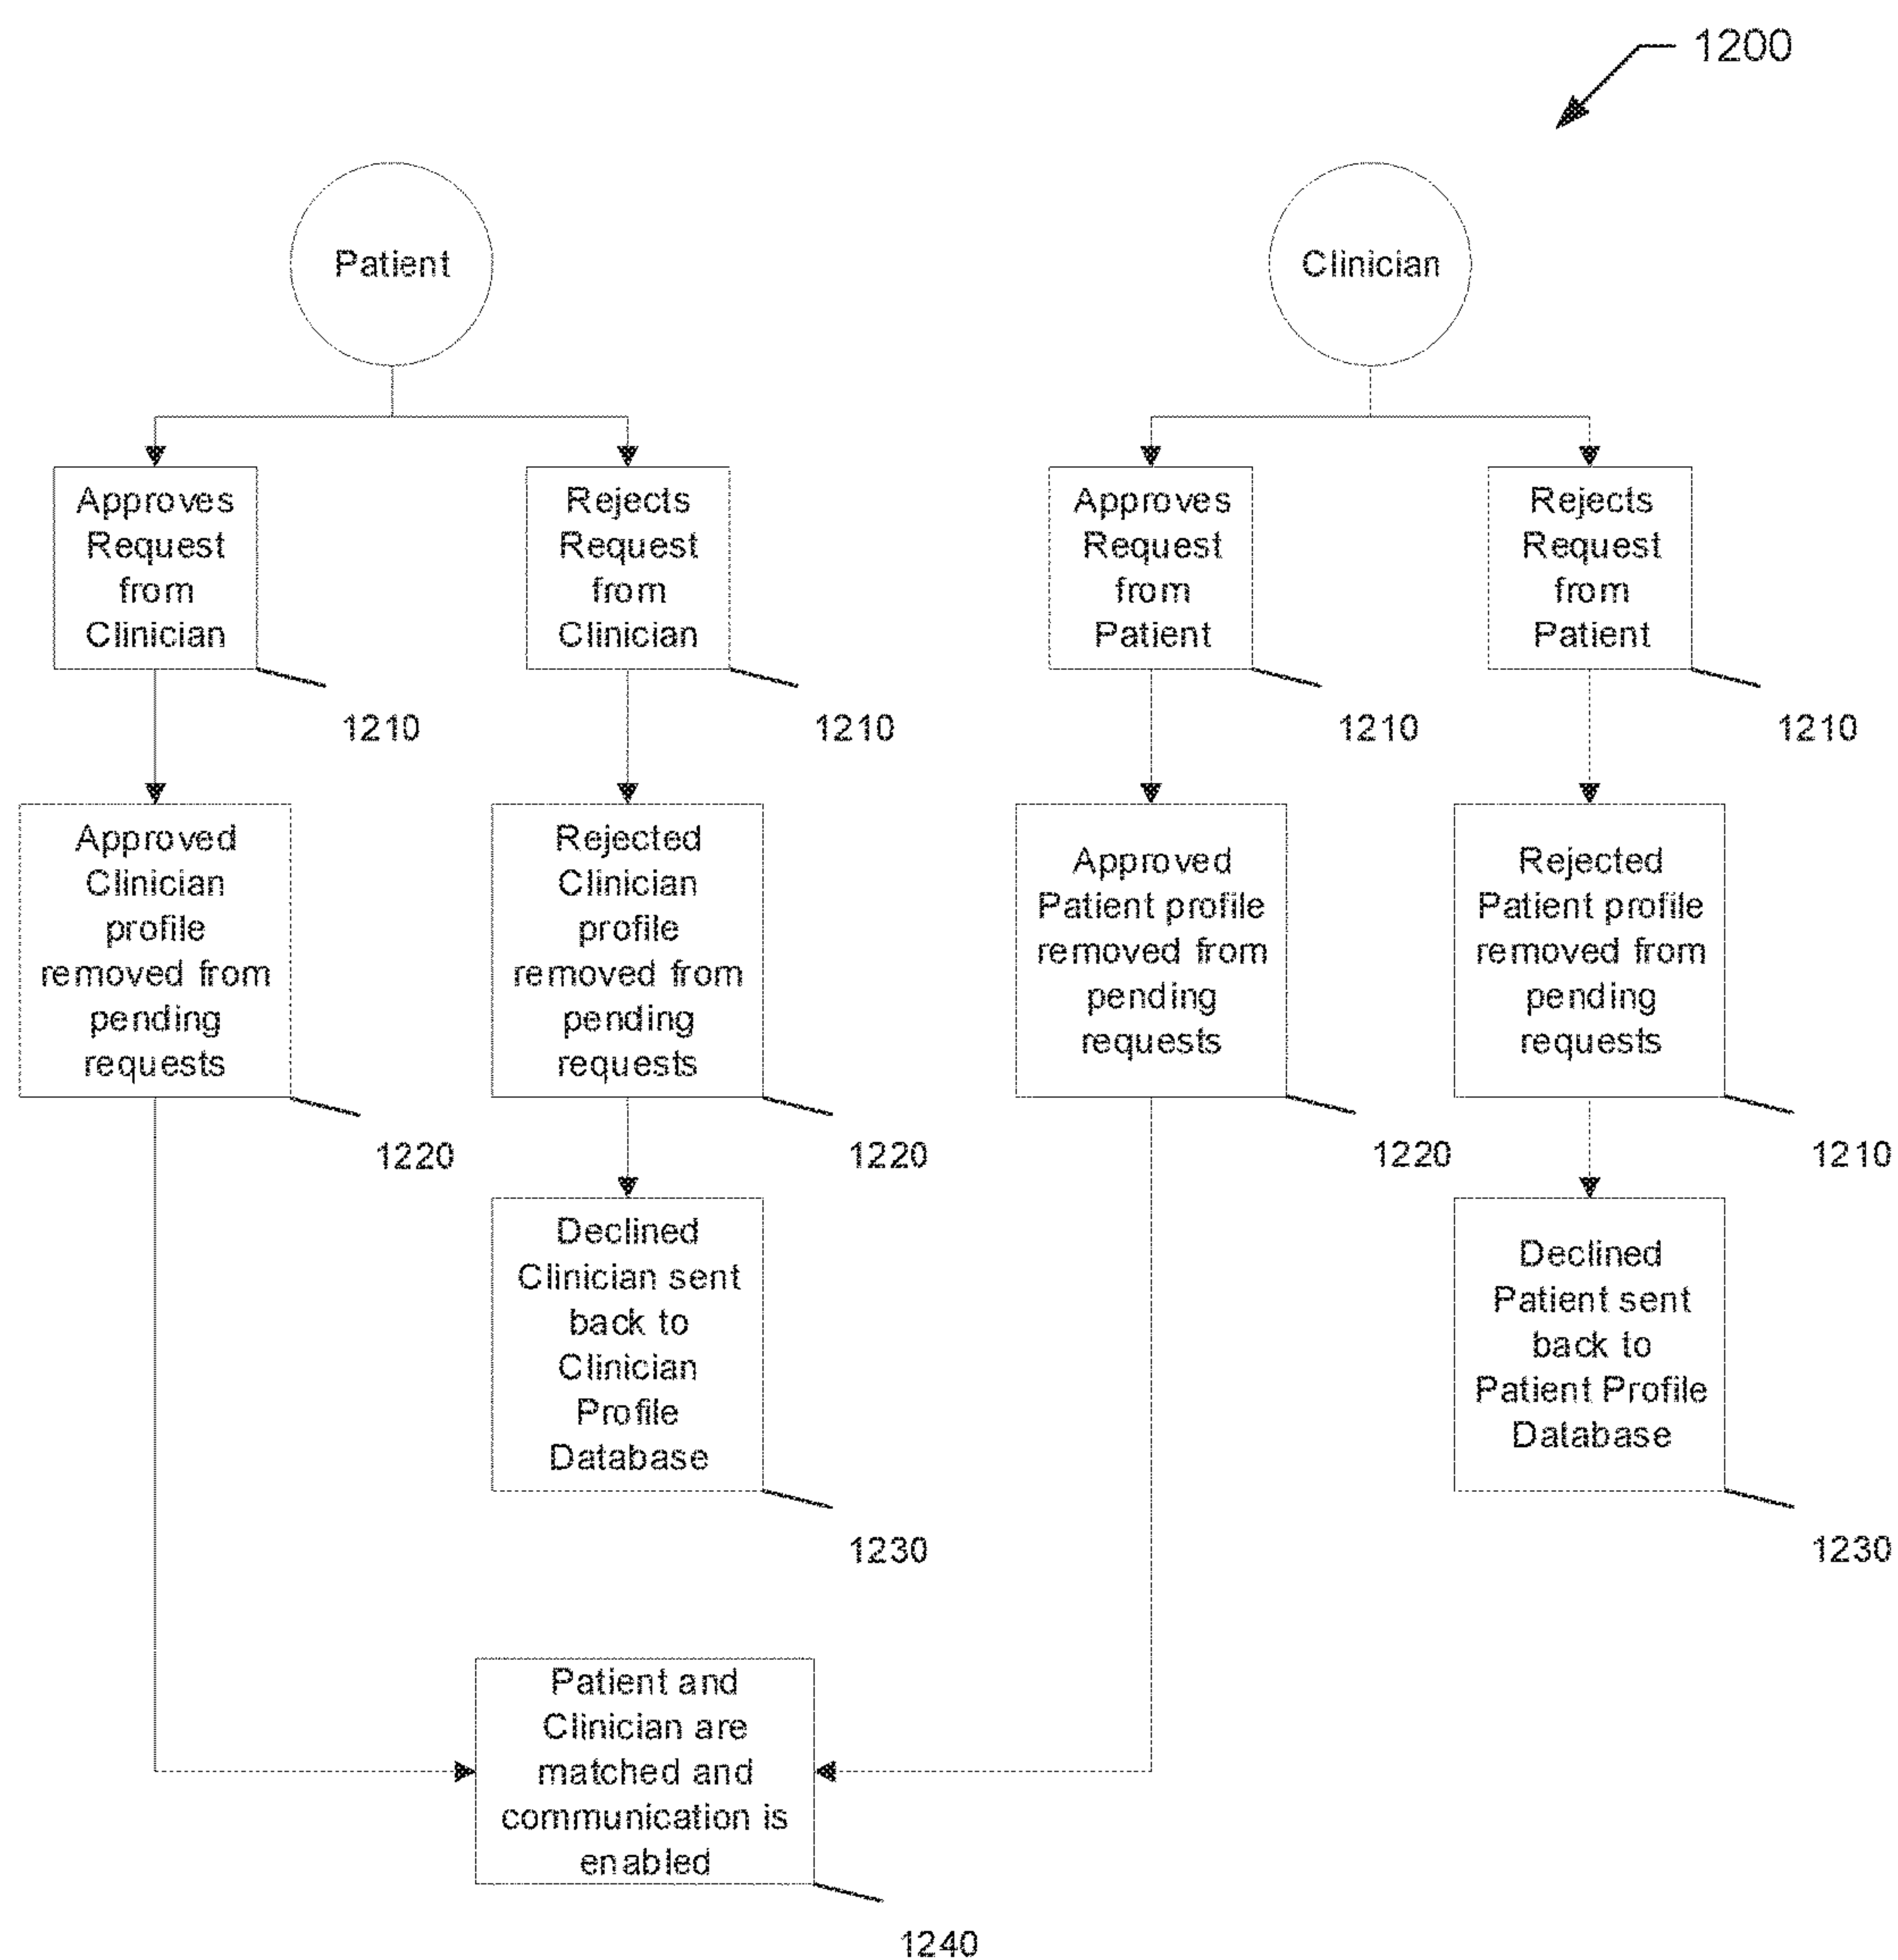 1200
Patient
Clinician
Approves
Request
from
Clinician
1210
Rejects
Request
from
Clinician
1210
Approves
Request
from
Patient
1210
Rejects
Request
from
Patient
1210
Approved
Clinician
profile
removed from
pending
requests
1220
Rejected
Clinician
profile
removed from
pending
requests
1220
Approved
Patient profile
removed from
pending
requests
1220
Rejected
Patient profile
removed from
pending
requests
1210
Declined
Clinician sent
back to
Clinician
Profile
Database
1230
Declined
Patient sent
back to
Patient Profile
Database
1230
Patient and
Clinician are
matched and
communication is
enabled
1240